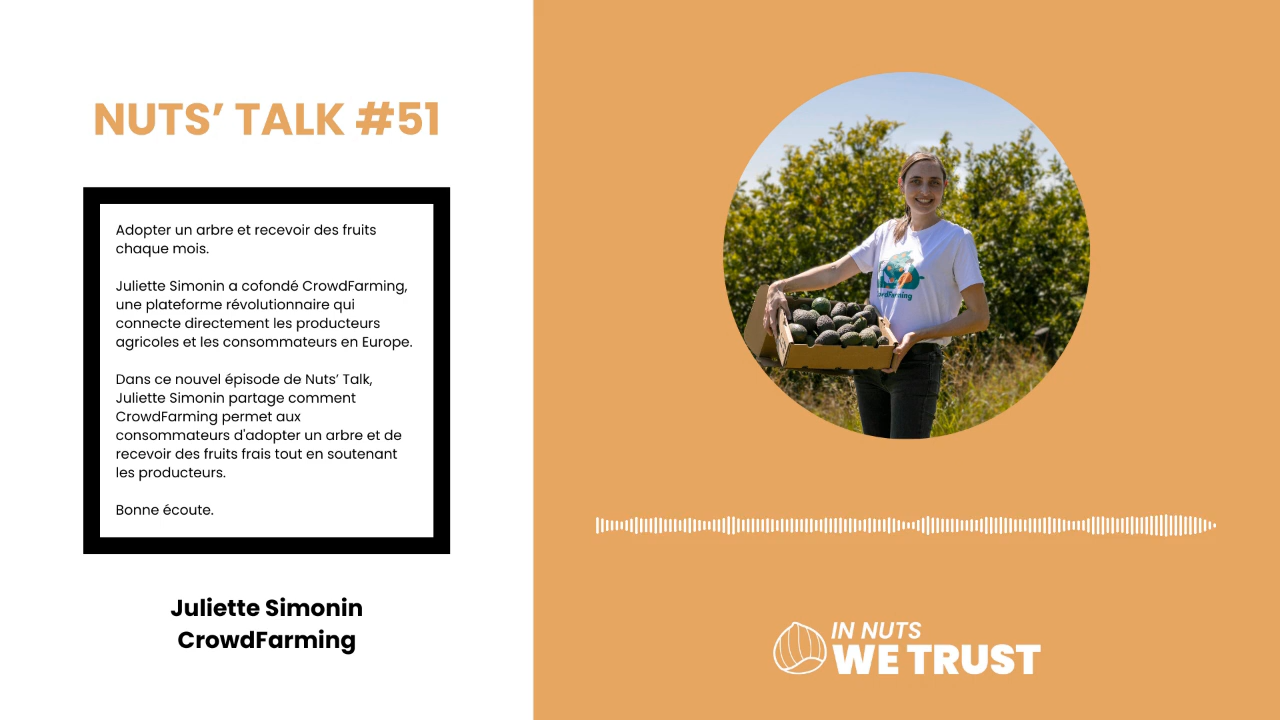 NUTS’ TALK #51
Adopter un arbre et recevoir des fruits
chaque mois.
Juliette Simonin a cofondé CrowdFarming,
une plateforme révolutionnaire qui
connecte directement les producteurs
agricoles et les consommateurs en Europe.
Dans ce nouvel épisode de Nuts’ Talk,
Juliette Simonin partage comment
CrowdFarming permet aux
consommateurs d'adopter un arbre et de
recevoir des fruits frais tout en soutenant
les producteurs.
Bonne écoute.
Juliette Simonin
CrowdFarming
IN NUTS
WE TRUST